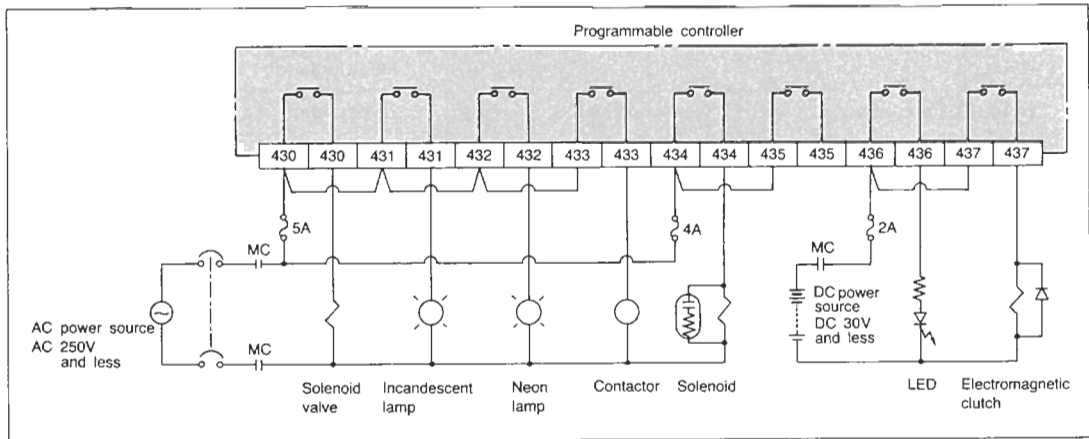 Programmable controller
430 430 431 431 432 432 433 433 434 434 435 435 436 436 437 437
5A
4A
2A
MC
MC
AC power source
AC 250V
and less
MC
DC power
source
DC 30V
and less
Solenoid
valve
Incandescent
lamp
Neon
lamp
Contactor
Solenoid
LED
Electromagnetic
clutch